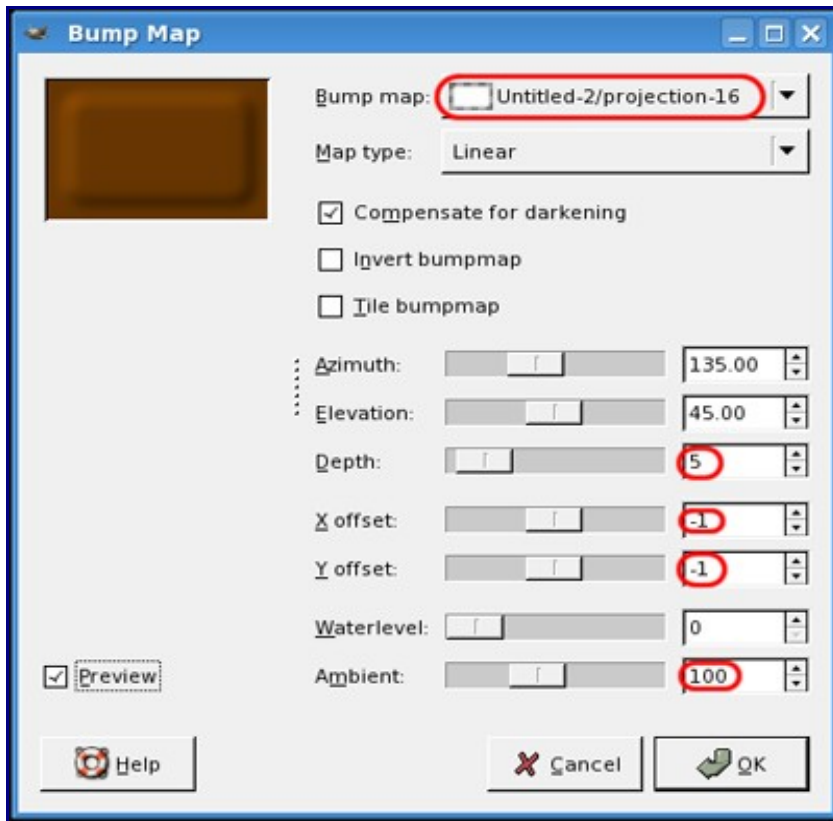 Bump Map
Bump map: Untitled-2/projection-16
Map type: Linear
Compensate for darkening
Invert bumpmap
Tile bumpmap
Azimuth: 135.00
Elevation: 45.00
Depth: 5
X offset: -1
Y offset: -1
Waterlevel: 0
Preview
Ambient: 100
Help
Cancel
OK